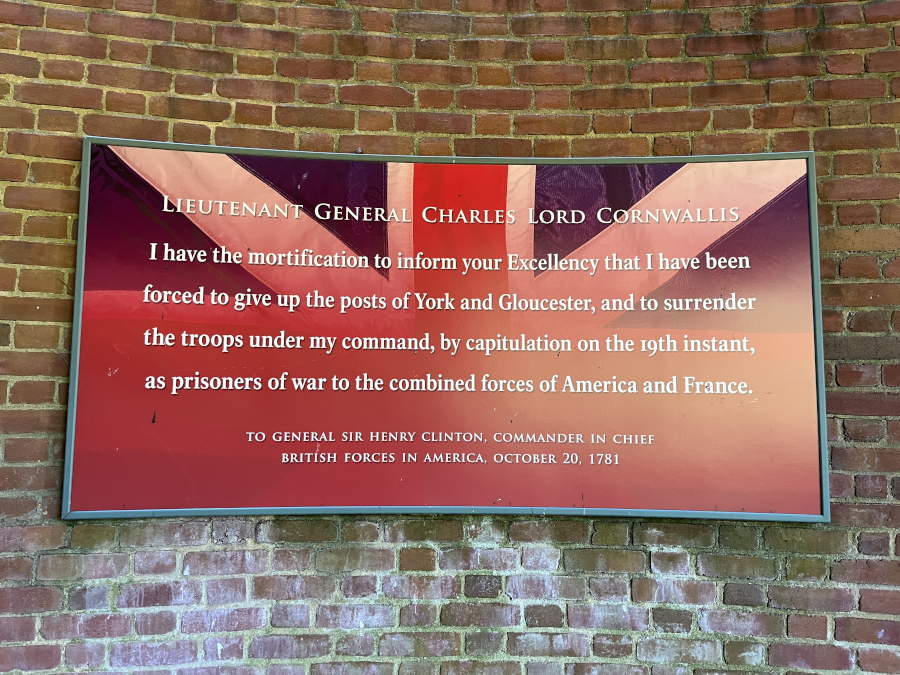 Lieutenant General Charles Lord Cornwallis
I have the mortification to inform your Excellency that I have been
forced to give up the posts of York and Gloucester, and to surrender
the troops under my command, by capitulation on the 19th instant,
as prisoners of war to the combined forces of America and France.
TO GENERAL SIR HENRY CLINTON, COMMANDER IN CHIEF
BRITISH FORCES IN AMERICA, OCTOBER 20, 1781